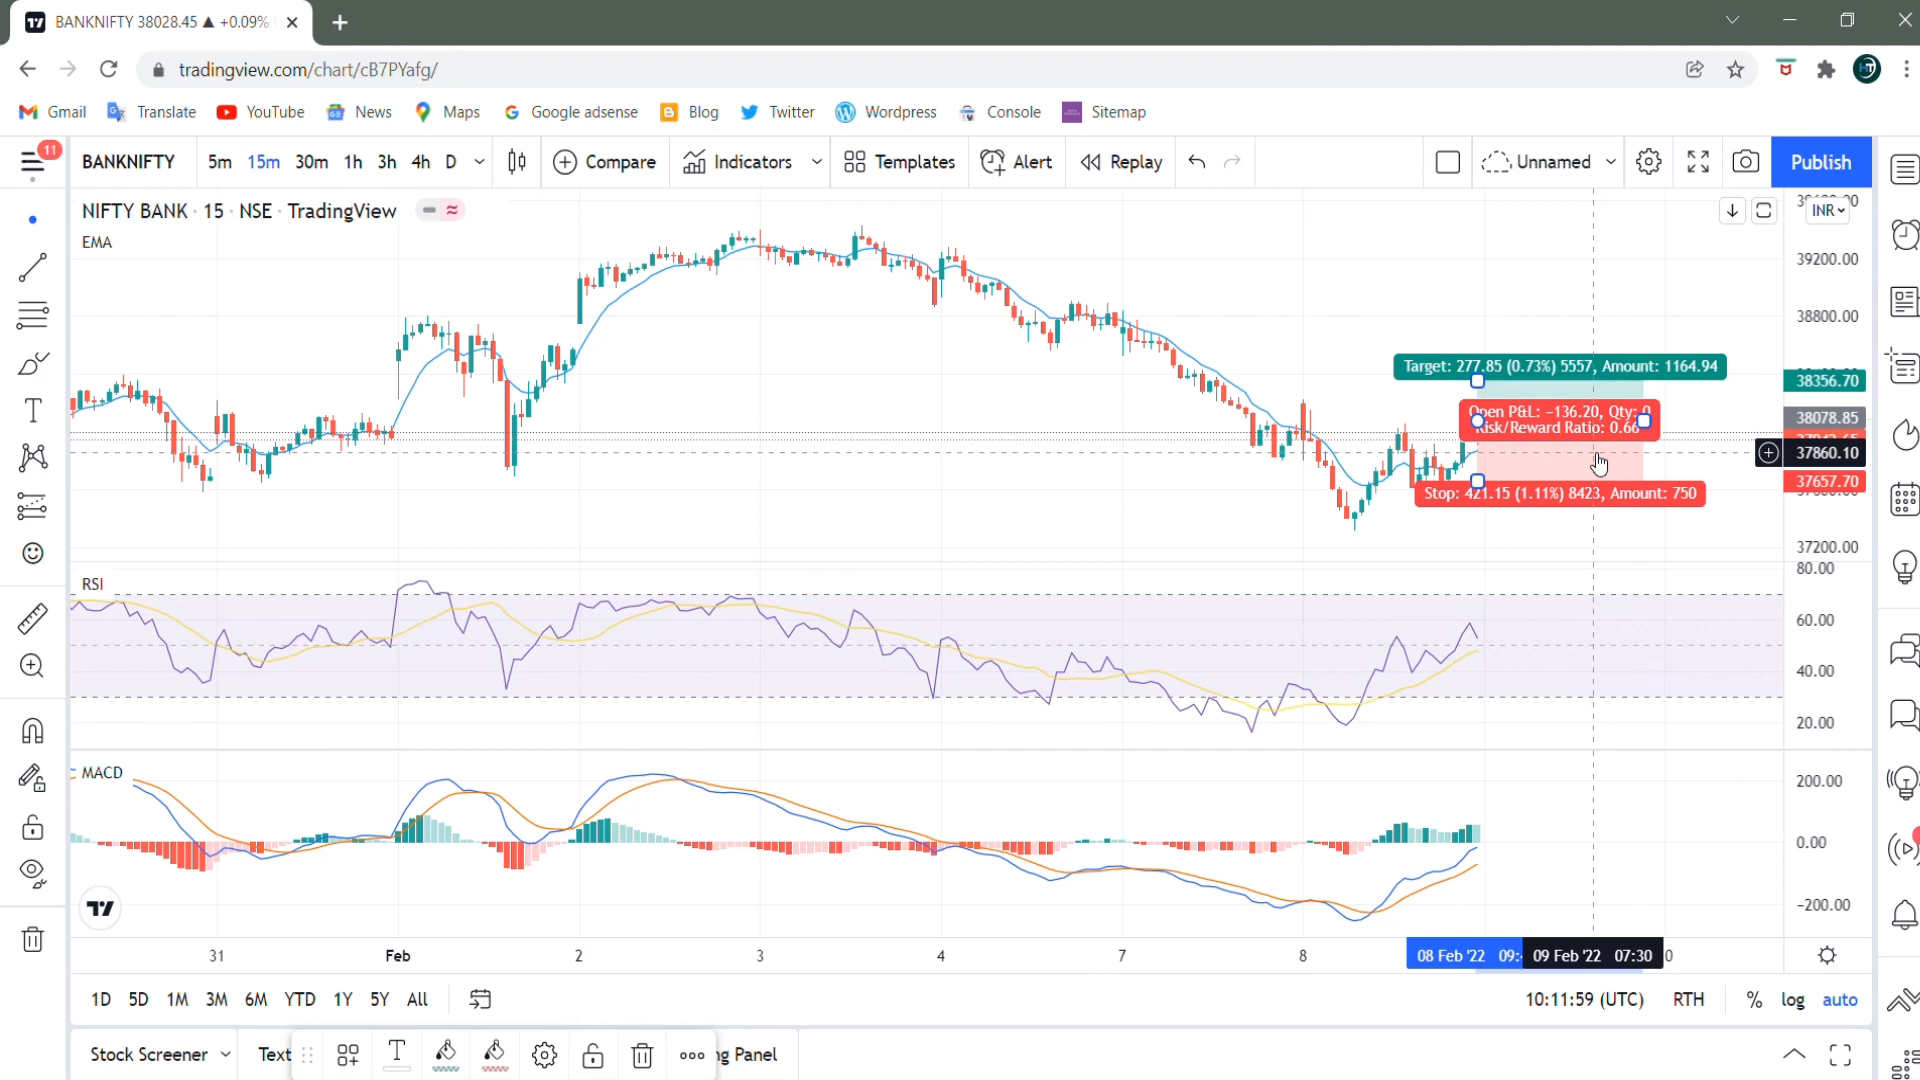 BANKNIFTY 38028.45 ▲ +0.09%
tradingview.com/chart/cB7PYafg/
Gmail Translate YouTube News Maps Google adsense Blog Twitter Wordpress Console Sitemap
11
BANKNIFTY 5m 15m 30m 1h 3h 4h D Compare Indicators Templates Alert Replay Unnamed Publish
NIFTY BANK · 15 · NSE · TradingView
INR
EMA
39200.00
38800.00
Target: 277.85 (0.73%) 5557, Amount: 1164.94
38356.70
Open P&L: −136.20, Qty: 0
38078.85
Risk/Reward Ratio: 0.66
37860.10
37657.70
Stop: 421.15 (1.11%) 8423, Amount: 750
37200.00
80.00
RSI
60.00
40.00
20.00
MACD
200.00
0.00
−200.00
31 Feb 2 3 4 7 8 08 Feb '22 09: 09 Feb '22 07:30 0
1D 5D 1M 3M 6M YTD 1Y 5Y All 10:11:59 (UTC) RTH % log auto
Stock Screener Text ng Panel